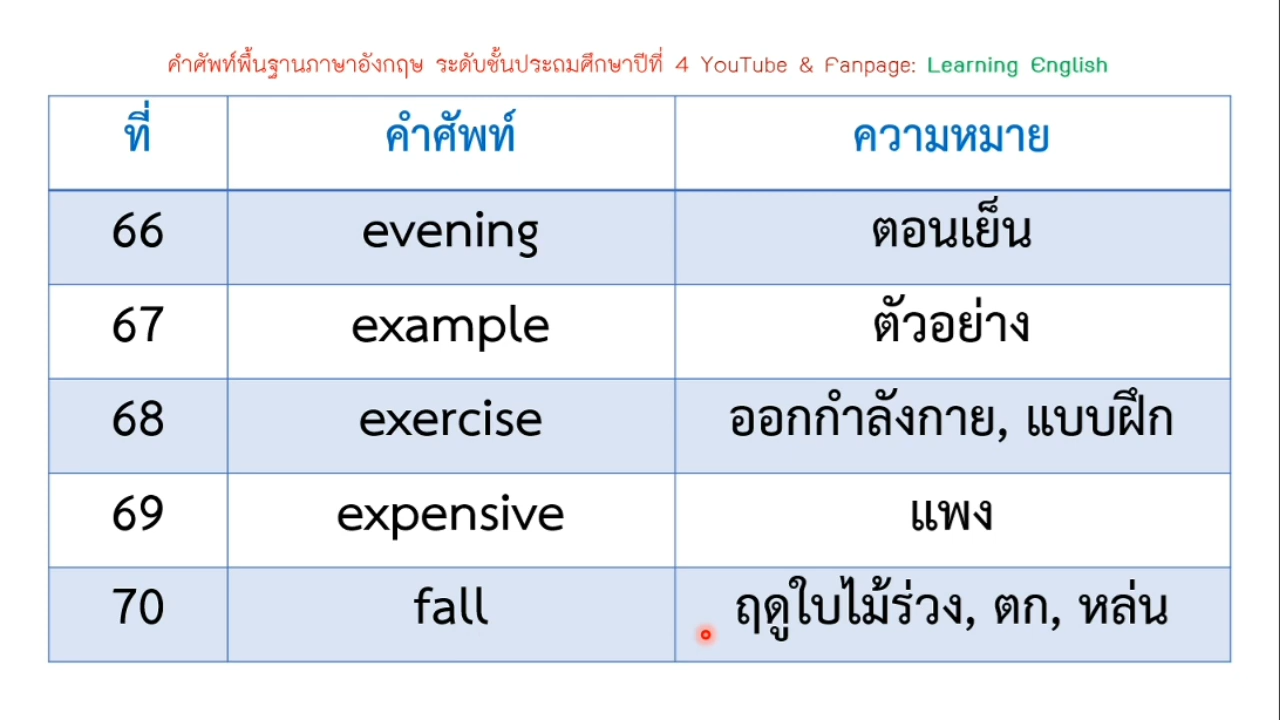 คำศัพท์พื้นฐานภาษาอังกฤษ ระดับชั้นประถมศึกษาปีที่ 4 YouTube & Fanpage: Learning English
ที่ คำศัพท์ ความหมาย
66 evening ตอนเย็น
67 example ตัวอย่าง
68 exercise ออกกำลังกาย, แบบฝึก
69 expensive แพง
70 fall ฤดูใบไม้ร่วง, ตก, หล่น